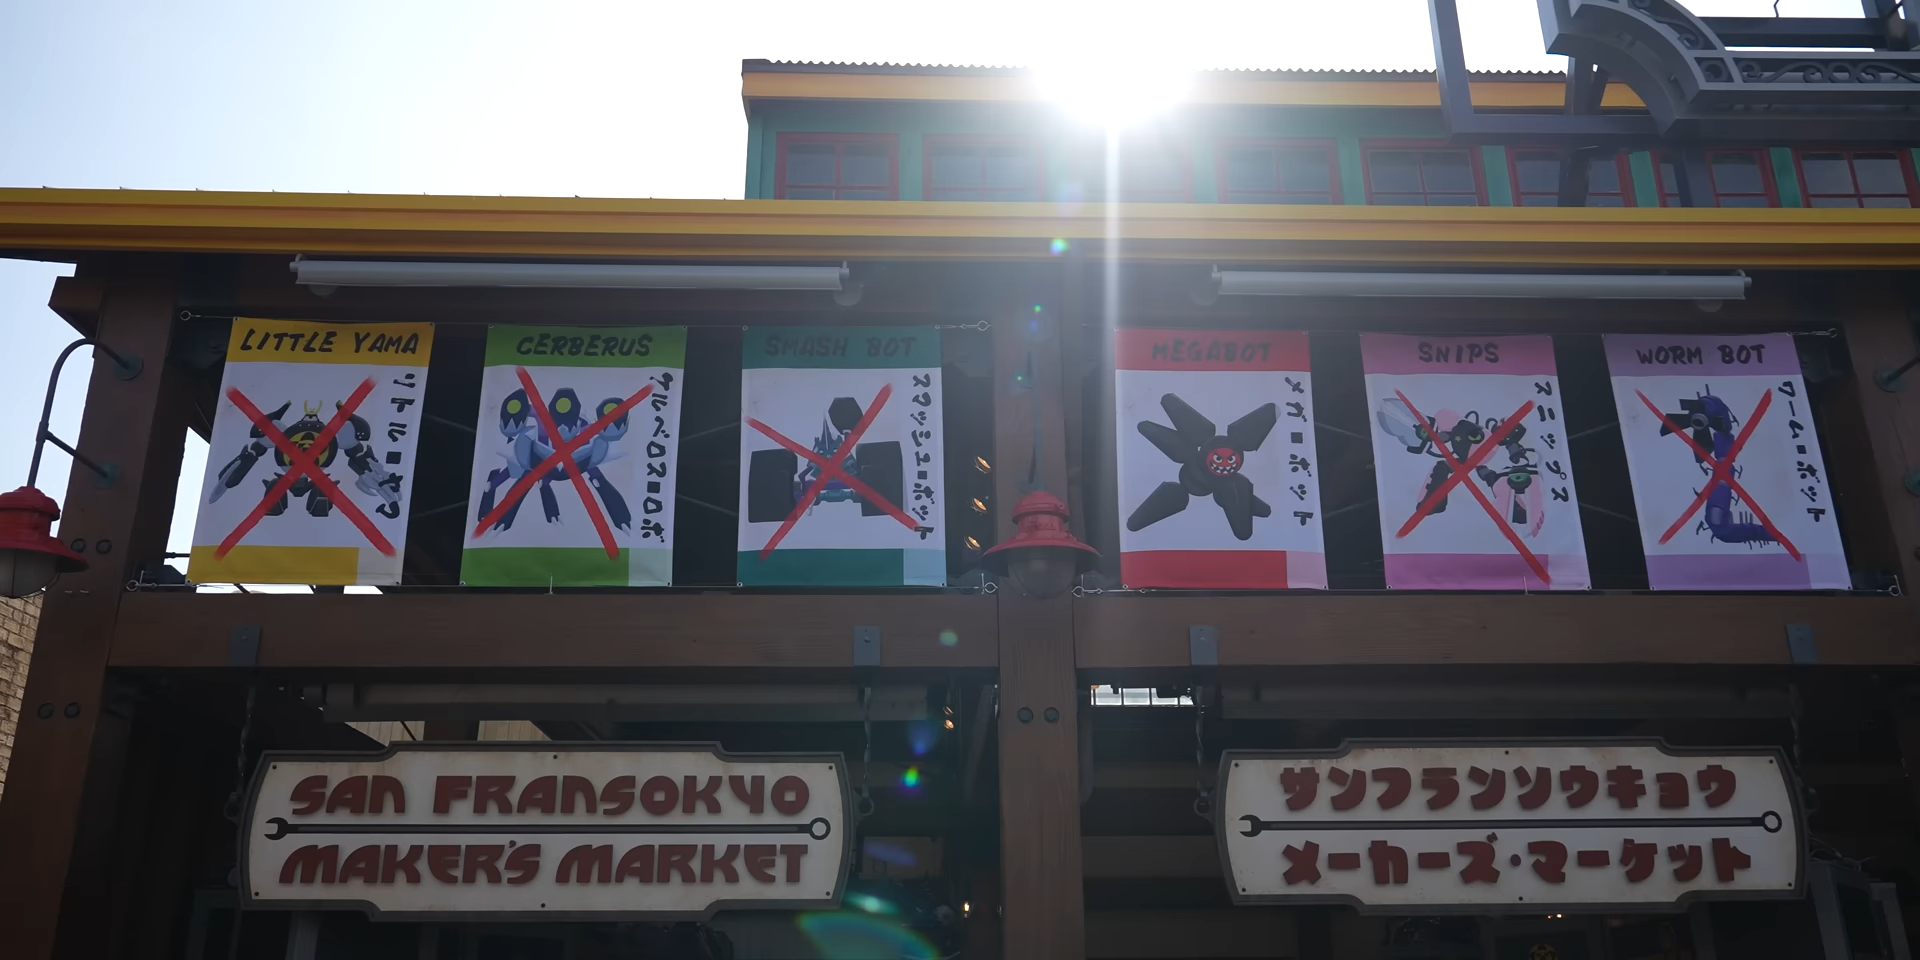 LITTLE YAMA
リトル・ヤマ
CERBERUS
ケルベロス・ロボ
SMASH BOT
スマッシュ・ボット
MEGABOT
メガ・ボット
SNIPS
スニップス
WORM BOT
ワーム・ボット
SAN FRANSOKYO
MAKER'S MARKET
サンフランソウキョウ
メーカーズ・マーケット